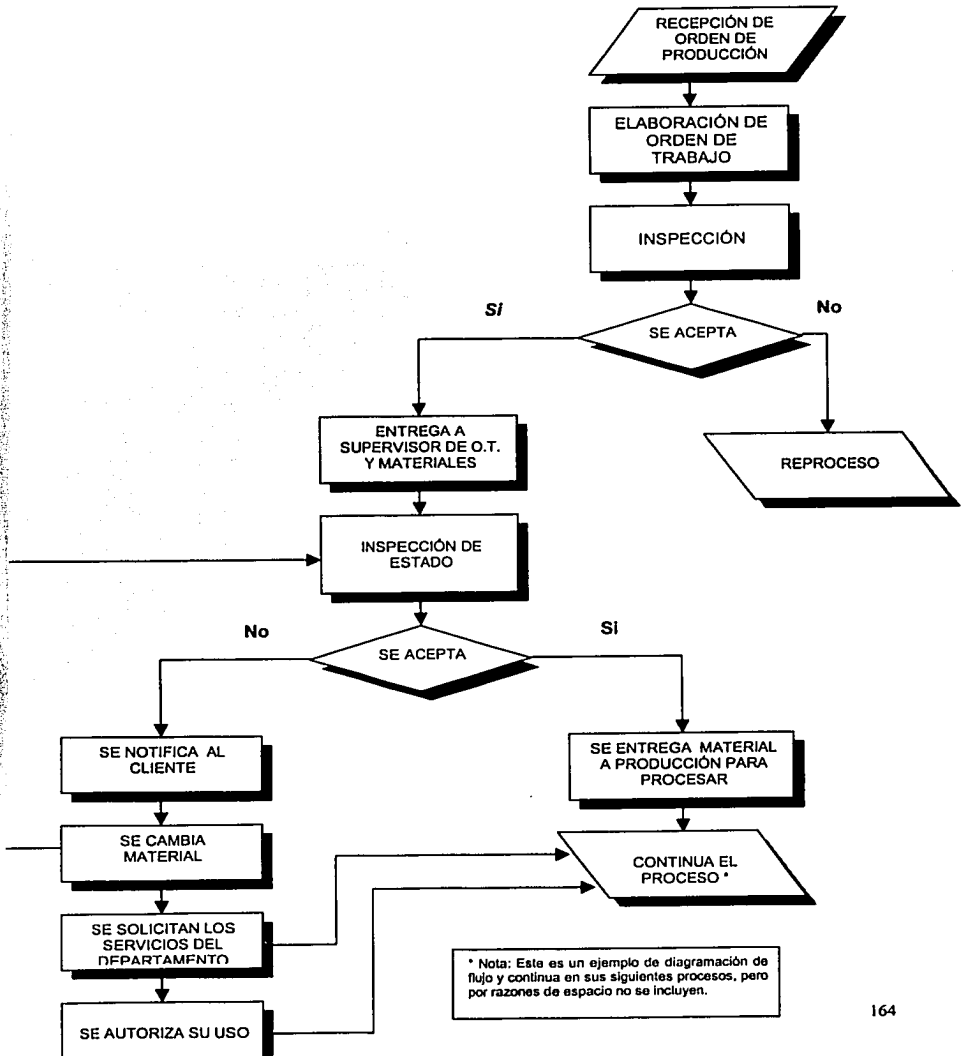 RECEPCIÓN DE
ORDEN DE
PRODUCCIÓN
ELABORACIÓN DE
ORDEN DE
TRABAJO
INSPECCIÓN
Si
SE ACEPTA
No
ENTREGA A
SUPERVISOR DE O.T.
Y MATERIALES
REPROCESO
INSPECCIÓN DE
ESTADO
No
SE ACEPTA
Si
SE NOTIFICA AL
CLIENTE
SE ENTREGA MATERIAL
A PRODUCCIÓN PARA
PROCESAR
SE CAMBIA
MATERIAL
CONTINUA EL
PROCESO *
SE SOLICITAN LOS
SERVICIOS DEL
DEPARTAMENTO
SE AUTORIZA SU USO
* Nota: Este es un ejemplo de diagramación de
flujo y continua en sus siguientes procesos, pero
por razones de espacio no se incluyen.
164